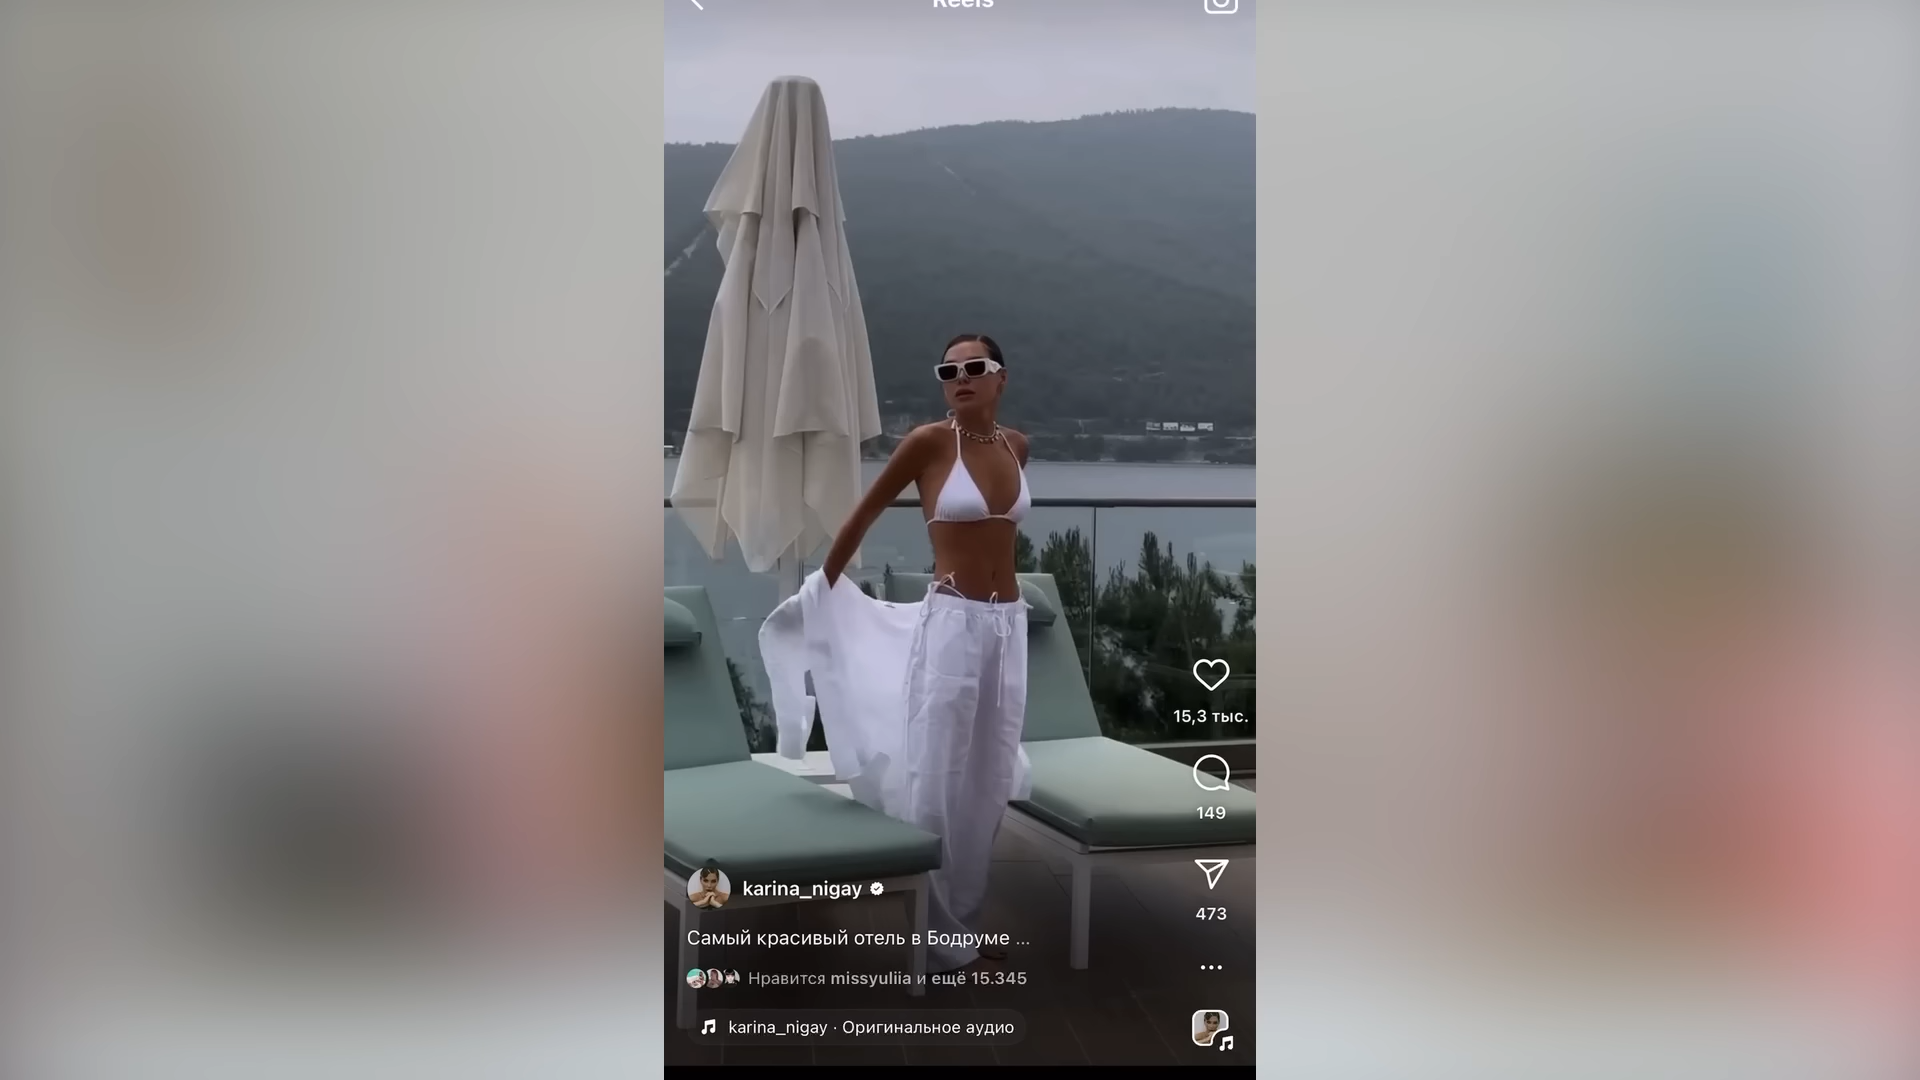 Reels
15,3 тыс.
149
473
karina_nigay
Самый красивый отель в Бодруме ...
Нравится missyuliia и ещё 15.345
karina_nigay · Оригинальное аудио